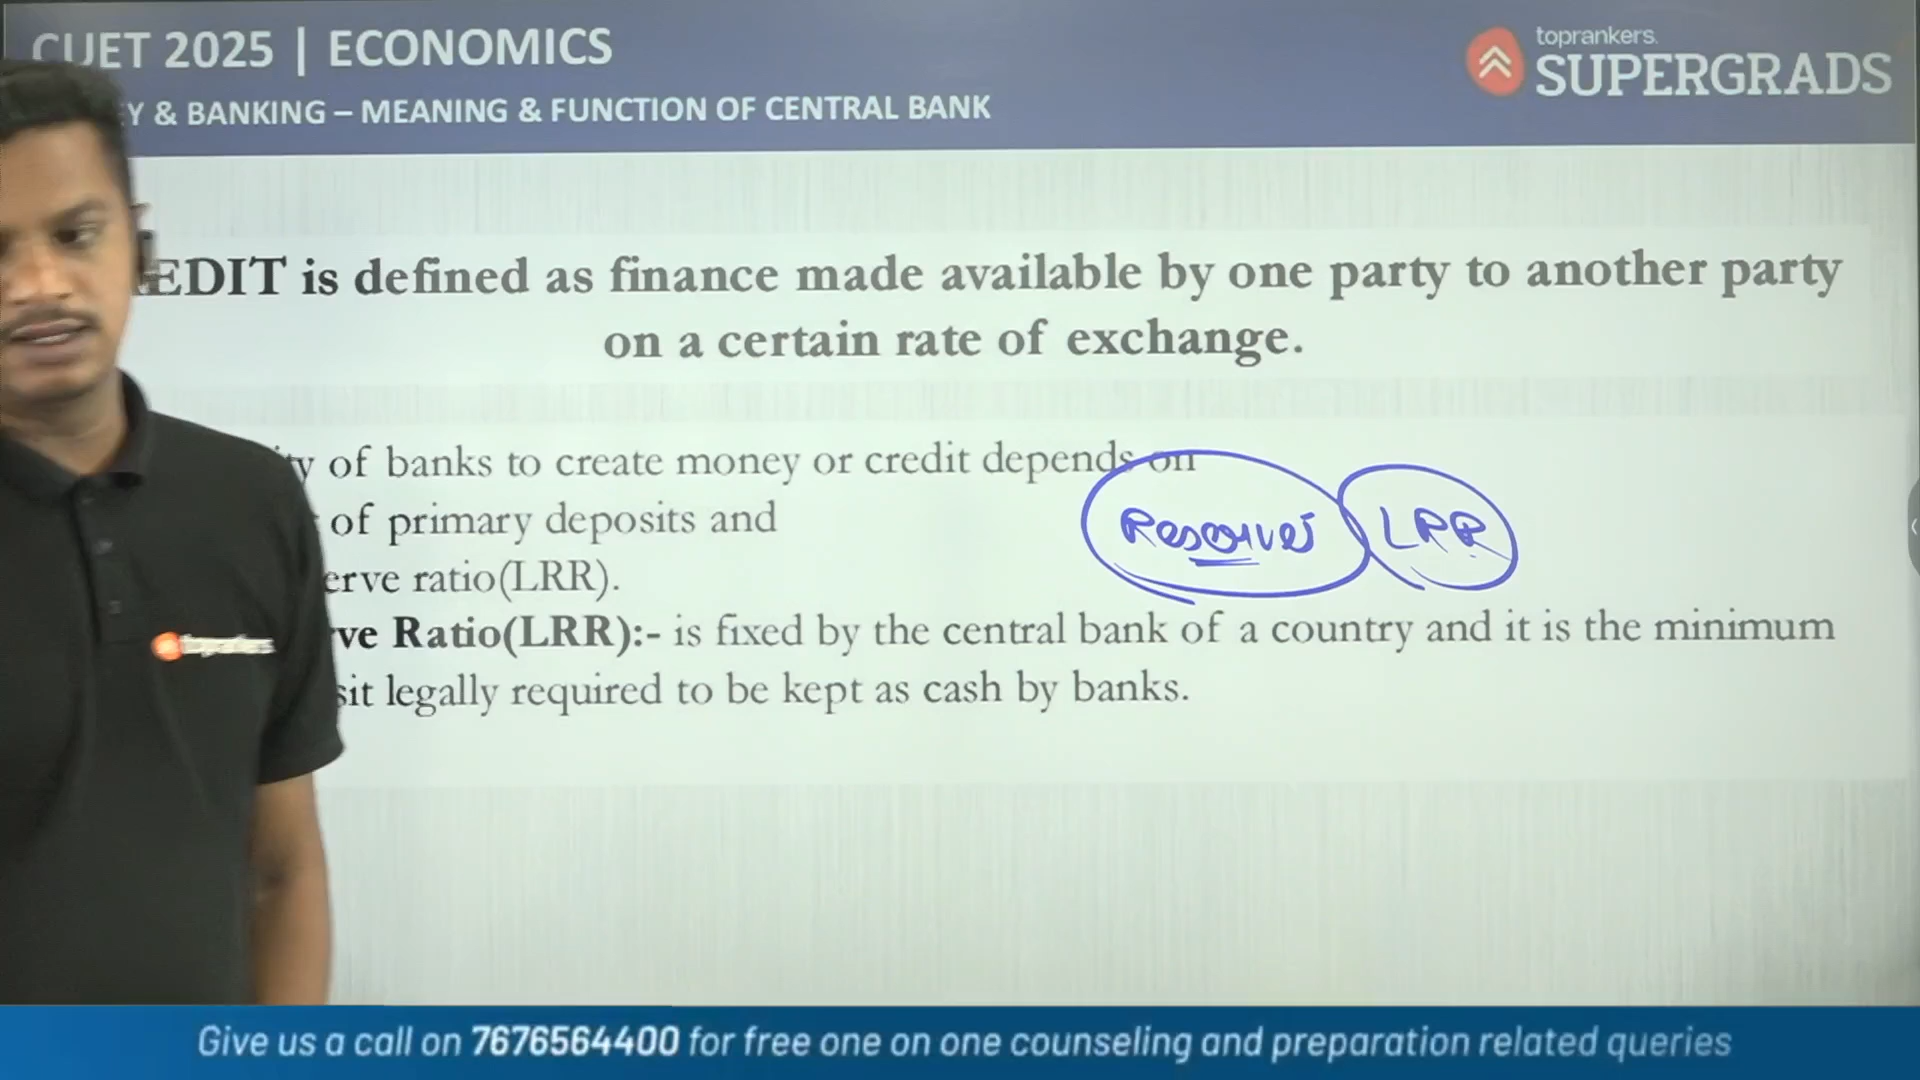 CUET 2025 | ECONOMICS
toprankers.
SUPERGRADS
& BANKING – MEANING & FUNCTION OF CENTRAL BANK
is defined as finance made available by one party to another party
on a certain rate of exchange.
of banks to create money or credit depends on
of primary deposits and
Reserves
LRR
ratio(LRR).
Ratio(LRR):- is fixed by the central bank of a country and it is the minimum
legally required to be kept as cash by banks.
toprankers
Give us a call on 7676564400 for free one on one counseling and preparation related queries